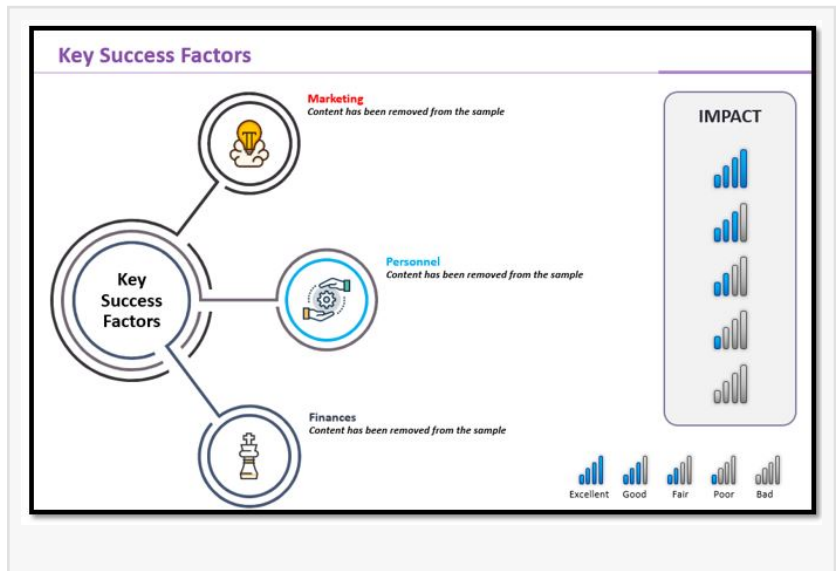 Key Success Factors
Marketing
Content has been removed from the sample
IMPACT
Key
Success
Factors
Personnel
Content has been removed from the sample
Finances
Content has been removed from the sample
Excellent Good Fair Poor Bad